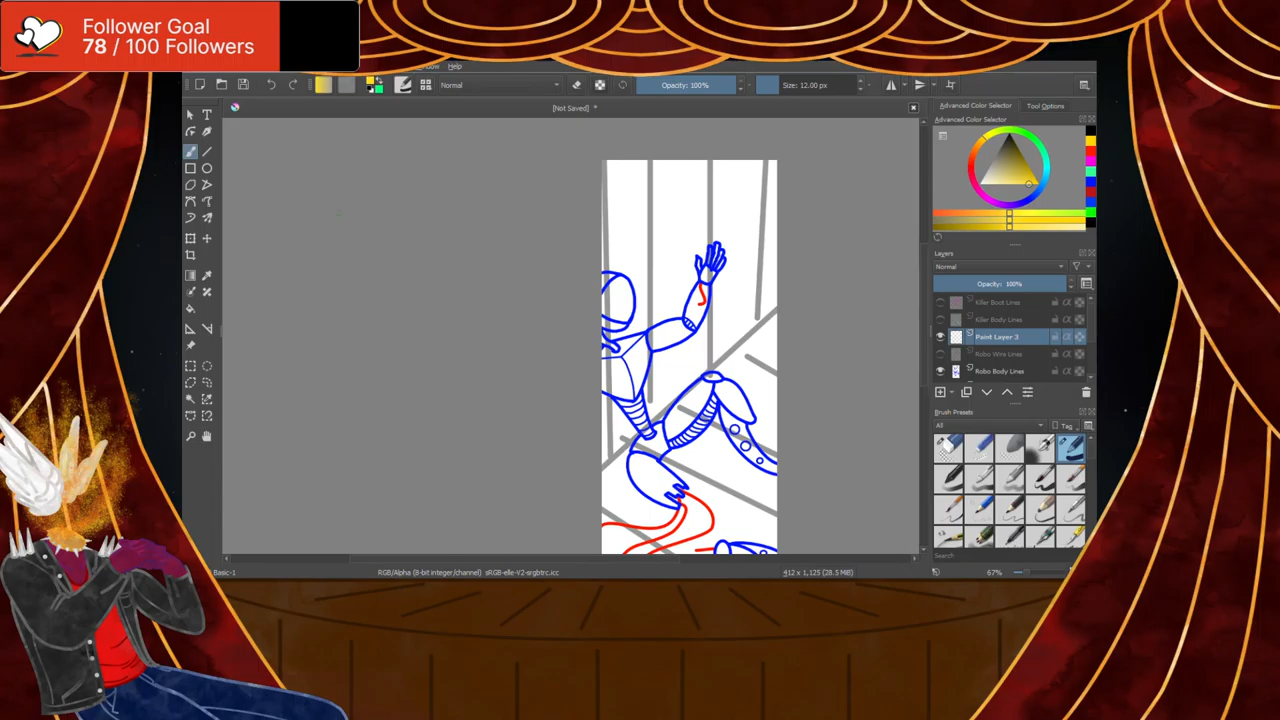 Follower Goal
78 / 100 Followers
Help
Normal
Opacity: 100%
Size: 12.00 px
[Not Saved] *
Advanced Color Selector
Tool Options
Advanced Color Selector
Layers
Normal
Opacity: 100%
Killer Boot Lines
Killer Body Lines
Paint Layer 3
Robo Wire Lines
Robo Body Lines
Brush Presets
All
Tag
Search
Basic-1
RGB/Alpha (8-bit integer/channel) sRGB-elle-V2-srgbtrc.icc
412 x 1,125 (28.5 MiB)
67%